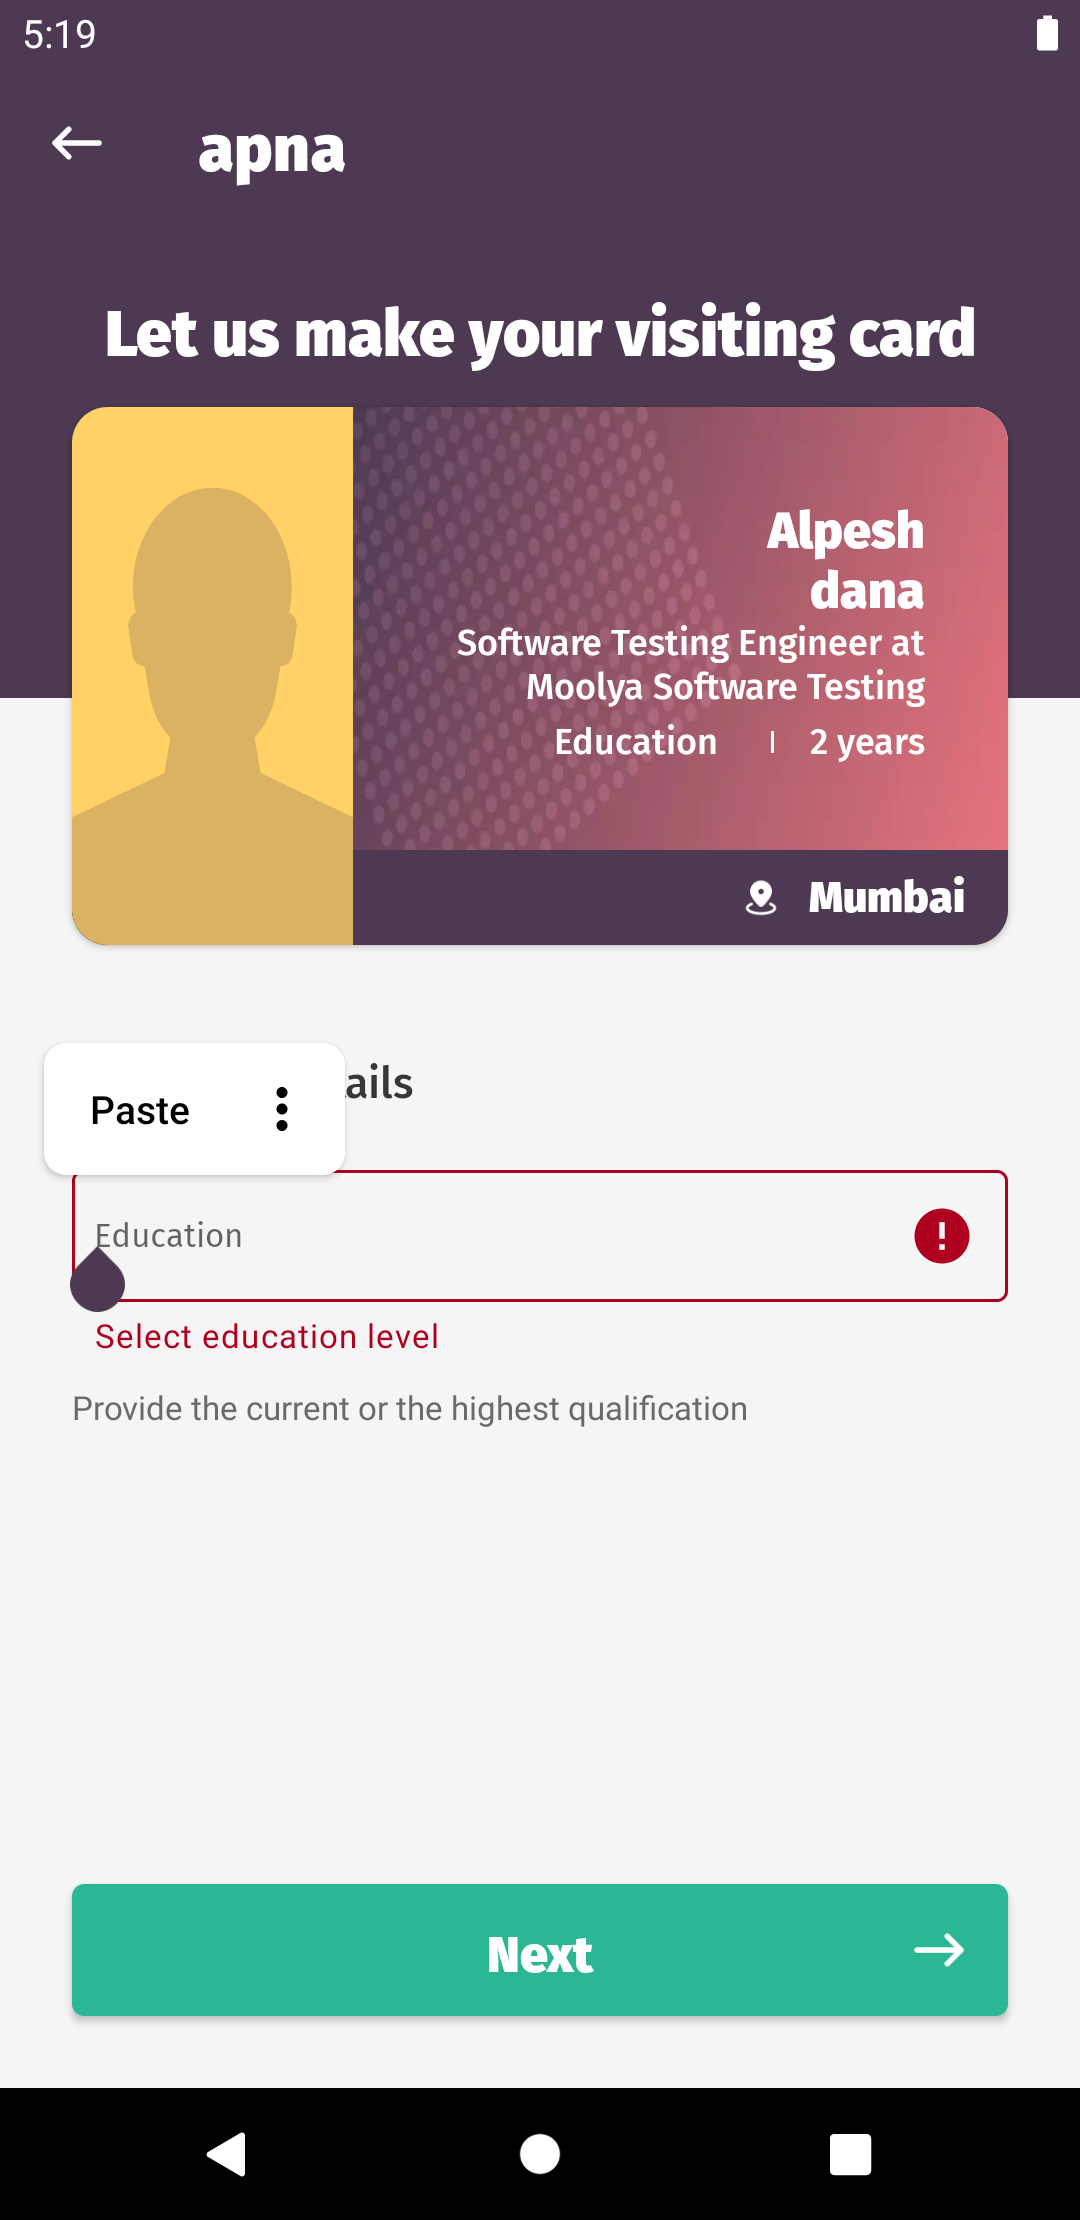 5:19
apna
Let us make your visiting card
Alpesh
dana
Software Testing Engineer at
Moolya Software Testing
Education | 2 years
Mumbai
Paste
ails
Education
Select education level
Provide the current or the highest qualification
Next